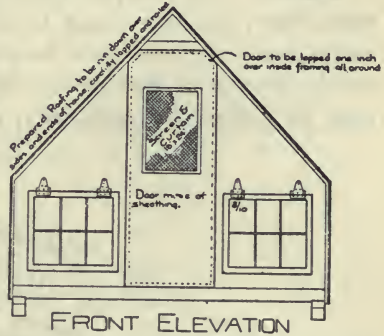 Prepared Roofing to be run down over
sides and ends of house, carefully lapped and nailed
Door to be lapped one inch
over inside framing all around
Screen &
Curtain
Door made of
sheathing.
8/10
FRONT ELEVATION